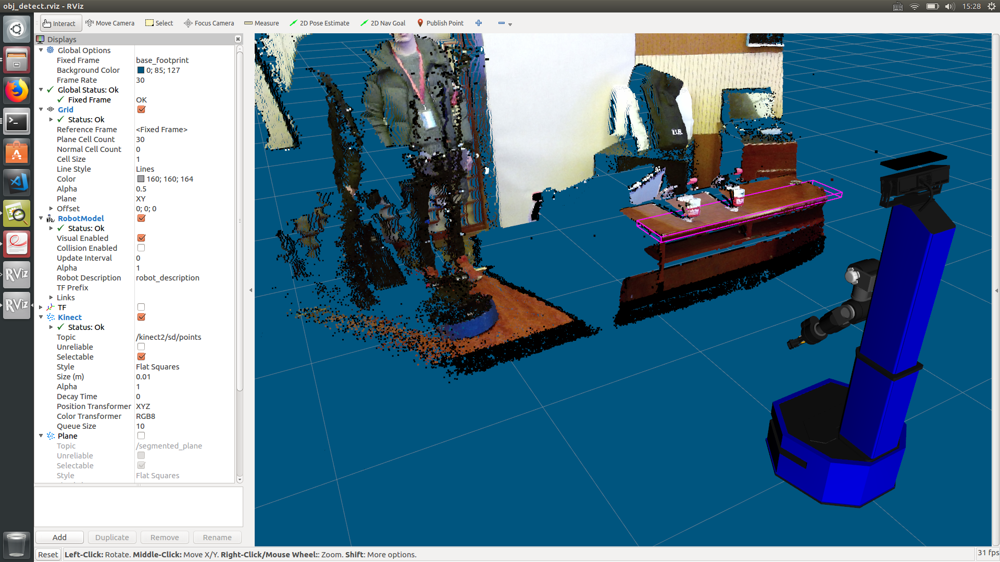 obj_detect.rviz - RViz
15:28
Interact
Move Camera
Select
Focus Camera
Measure
2D Pose Estimate
2D Nav Goal
Publish Point
Displays
Global Options
Fixed Frame base_footprint
Background Color 0; 85; 127
Frame Rate 30
Global Status: Ok
Fixed Frame OK
Grid
Status: Ok
Reference Frame <Fixed Frame>
Plane Cell Count 30
Normal Cell Count 0
Cell Size 1
Line Style Lines
Color 160; 160; 164
Alpha 0.5
Plane XY
Offset 0; 0; 0
RobotModel
Status: Ok
Visual Enabled
Collision Enabled
Update Interval 0
Alpha 1
Robot Description robot_description
TF Prefix
Links
TF
Kinect
Status: Ok
Topic /kinect2/sd/points
Unreliable
Selectable
Style Flat Squares
Size (m) 0.01
Alpha 1
Decay Time 0
Position Transformer XYZ
Color Transformer RGB8
Queue Size 10
Plane
Topic /segmented_plane
Unreliable
Selectable
Style Flat Squares
Add
Duplicate
Remove
Rename
Reset
Left-Click: Rotate. Middle-Click: Move X/Y. Right-Click/Mouse Wheel:: Zoom. Shift: More options.
31 fps
RViz
RViz